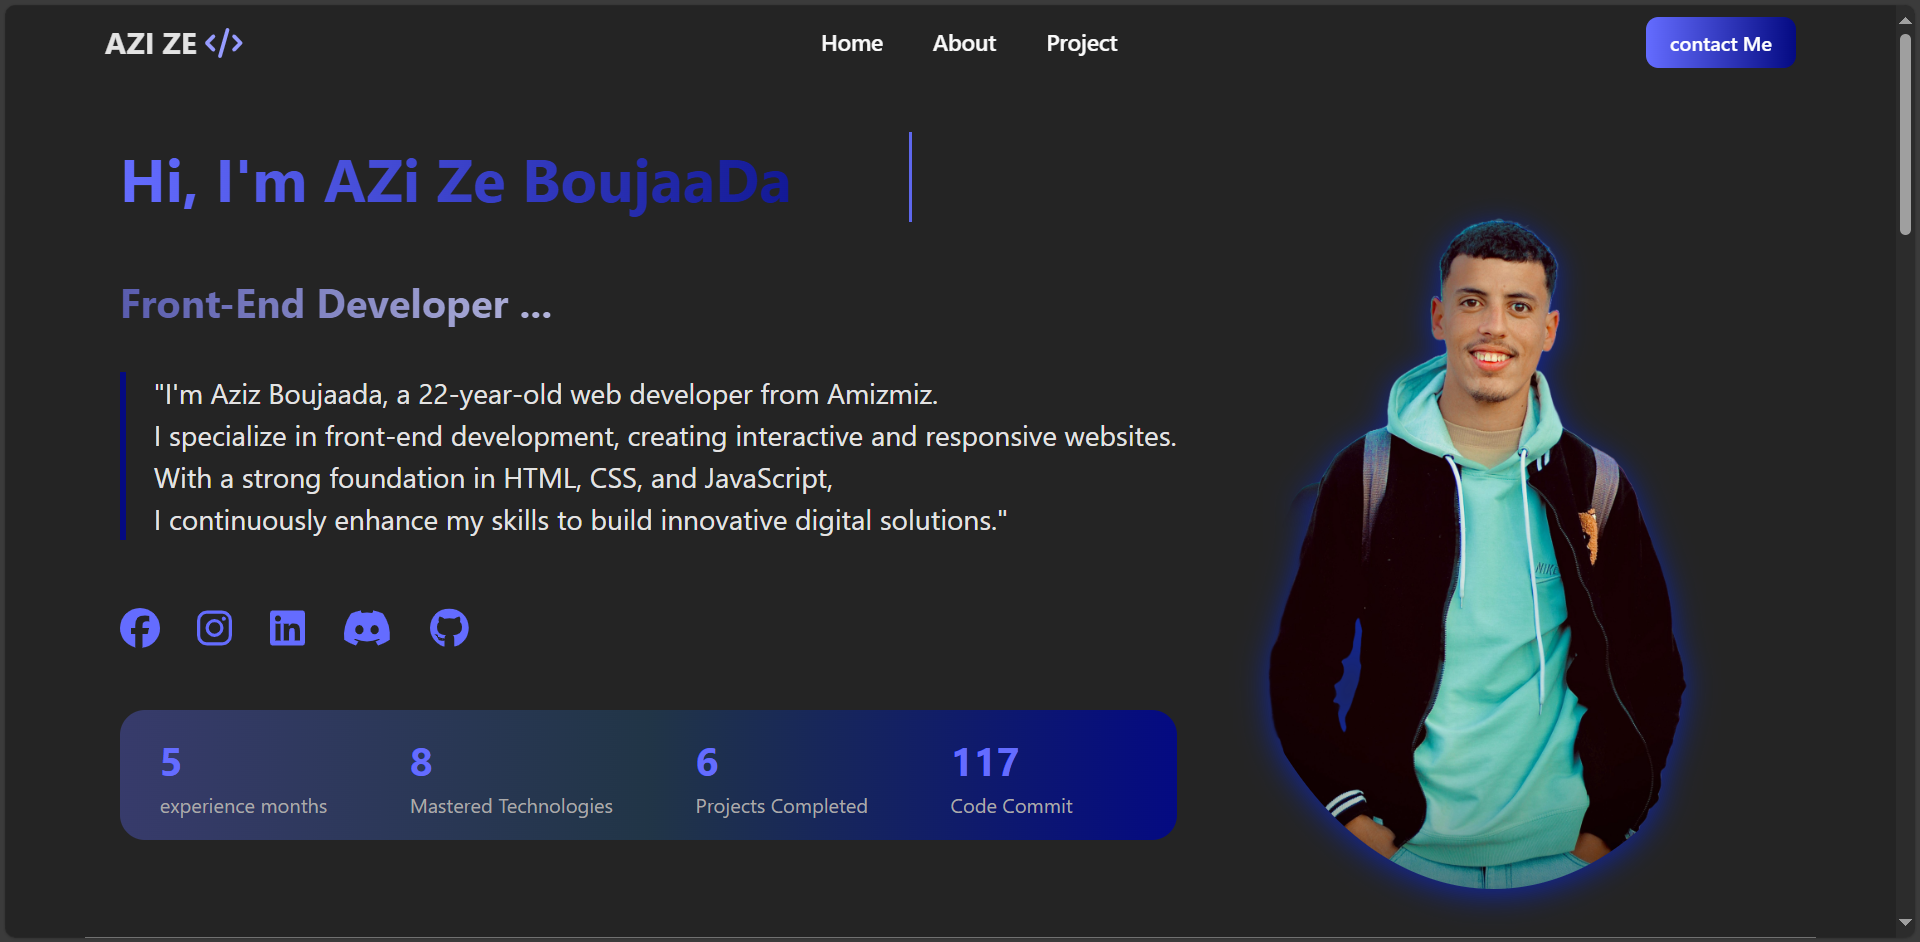 AZI ZE </>
Home About Project
contact Me
Hi, I'm AZi Ze BoujaaDa
Front-End Developer ...
"I'm Aziz Boujaada, a 22-year-old web developer from Amizmiz.
I specialize in front-end development, creating interactive and responsive websites.
With a strong foundation in HTML, CSS, and JavaScript,
I continuously enhance my skills to build innovative digital solutions."
in
5
experience months
8
Mastered Technologies
6
Projects Completed
117
Code Commit
NIKE